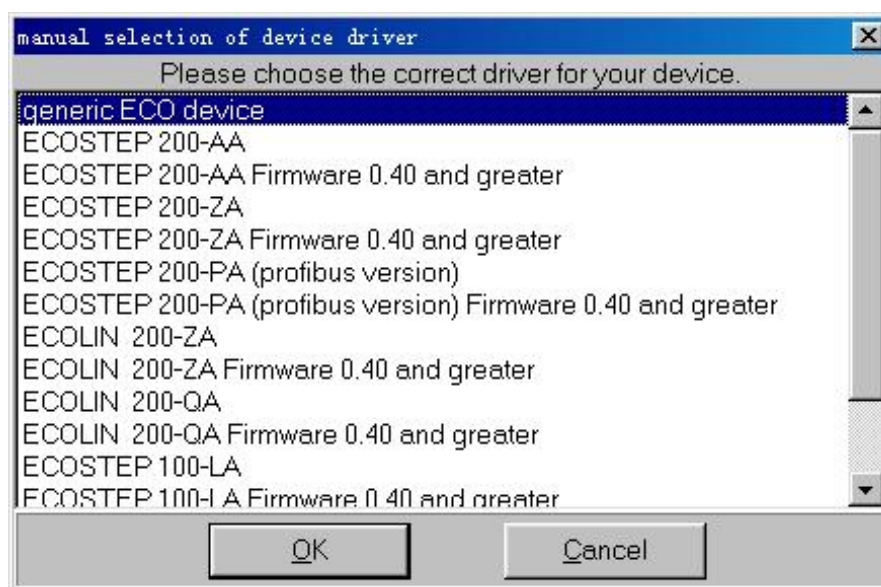 manual selection of device driver
Please choose the correct driver for your device.
generic ECO device
ECOSTEP 200-AA
ECOSTEP 200-AA Firmware 0.40 and greater
ECOSTEP 200-ZA
ECOSTEP 200-ZA Firmware 0.40 and greater
ECOSTEP 200-PA (profibus version)
ECOSTEP 200-PA (profibus version) Firmware 0.40 and greater
ECOLIN 200-ZA
ECOLIN 200-ZA Firmware 0.40 and greater
ECOLIN 200-QA
ECOLIN 200-QA Firmware 0.40 and greater
ECOSTEP 100-LA
ECOSTEP 100-LA Firmware 0.40 and greater
OK Cancel